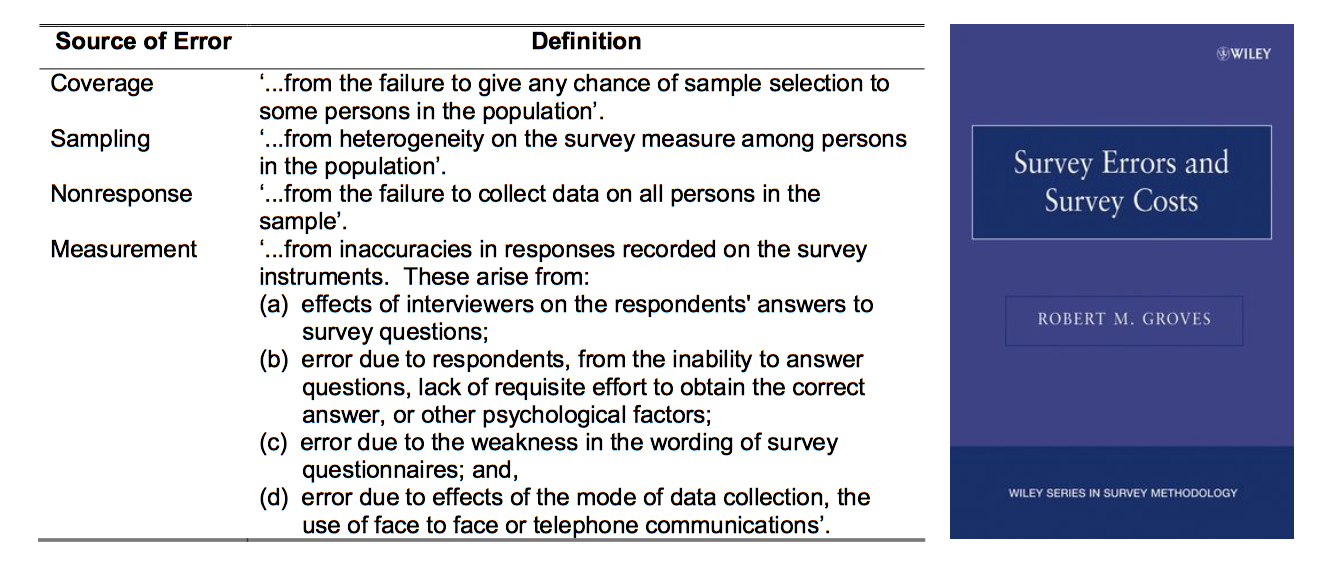 Source of Error Definition
Coverage ‘...from the failure to give any chance of sample selection to
some persons in the population’.
Sampling ‘...from heterogeneity on the survey measure among persons
in the population’.
Nonresponse ‘...from the failure to collect data on all persons in the
sample’.
Measurement ‘...from inaccuracies in responses recorded on the survey
instruments. These arise from:
(a) effects of interviewers on the respondents' answers to
survey questions;
(b) error due to respondents, from the inability to answer
questions, lack of requisite effort to obtain the correct
answer, or other psychological factors;
(c) error due to the weakness in the wording of survey
questionnaires; and,
(d) error due to effects of the mode of data collection, the
use of face to face or telephone communications’.
WILEY
Survey Errors and
Survey Costs
ROBERT M. GROVES
WILEY SERIES IN SURVEY METHODOLOGY